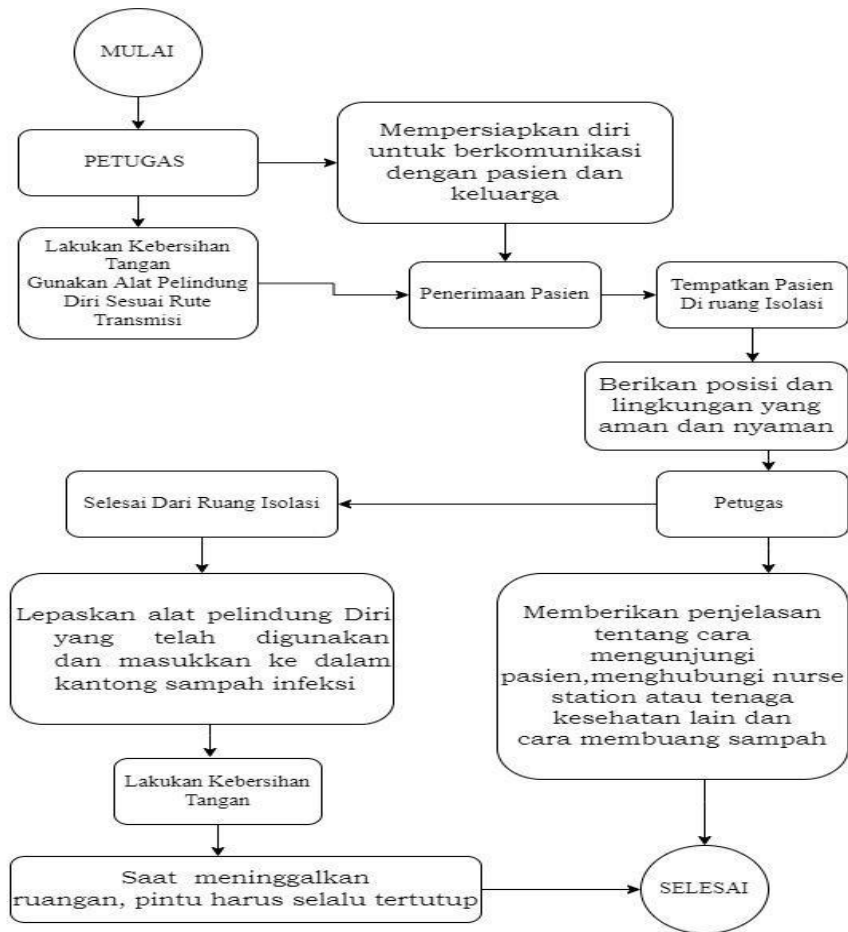 MULAI
PETUGAS
Mempersiapkan diri
untuk berkomunikasi
dengan pasien dan
keluarga
Lakukan Kebersihan
Tangan
Gunakan Alat Pelindung
Diri Sesuai Rute
Transmisi
Penerimaan Pasien
Tempatkan Pasien
Di ruang Isolasi
Berikan posisi dan
lingkungan yang
aman dan nyaman
Petugas
Selesai Dari Ruang Isolasi
Lepaskan alat pelindung Diri
yang telah digunakan
dan masukkan ke dalam
kantong sampah infeksi
Memberikan penjelasan
tentang cara
mengunjungi
pasien,menghubungi nurse
station atau tenaga
kesehatan lain dan
cara membuang sampah
Lakukan Kebersihan
Tangan
Saat meninggalkan
ruangan, pintu harus selalu tertutup
SELESAI